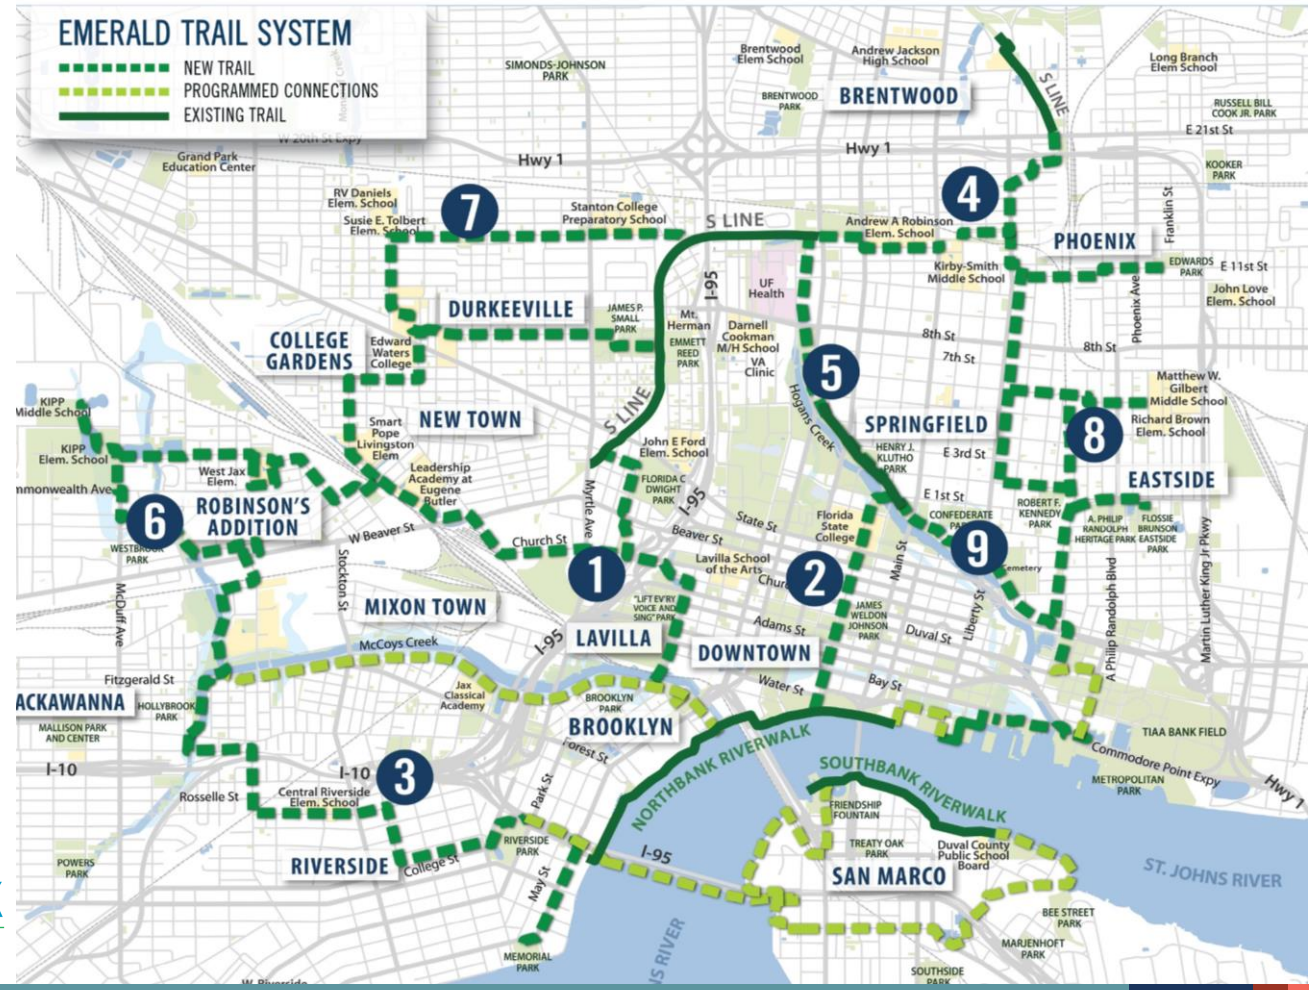 EMERALD TRAIL SYSTEM
NEW TRAIL
PROGRAMMED CONNECTIONS
EXISTING TRAIL
W 20th St Expy
Grand Park
Education Center
SIMONDS-JOHNSON
PARK
Brentwood
Elem School
Andrew Jackson
High School
BRENTWOOD
PARK
BRENTWOOD
S LINE
Long Branch
Elem School
RUSSELL BILL
COOK JR. PARK
E 21st St
Hwy 1
Hwy 1
KOOKER
PARK
RV Daniels
Elem. School
Susie E. Tolbert
Elem. School
7
Stanton College
Preparatory School
S LINE
4
Andrew A Robinson
Elem. School
PHOENIX
Franklin St
Kirby-Smith
Middle School
EDWARDS
PARK
E 11st St
John Love
Elem. School
Phoenix Ave
I-95
UF
Health
DURKEEVILLE
JAMES P.
SMALL
PARK
Mt.
Herman
EMMETT
REED
PARK
Darnell
Cookman
M/H School
VA
Clinic
8th St
7th St
8th St
COLLEGE
GARDENS
Edward
Waters
College
5
Hogans Creek
Matthew W.
Gilbert
Middle School
Richard Brown
Elem. School
KIPP
Middle School
KIPP
Elem. School
NEW TOWN
Smart
Pope
Livingston
Elem
S LINE
John E Ford
Elem. School
SPRINGFIELD
HENRY J.
KLUTHO
PARK
E 3rd St
8
EASTSIDE
mmonwealth Ave
West Jax
Elem.
Leadership
Academy at
Eugene
Butler
Myrtle Ave
FLORIDA C
DWIGHT
PARK
I-95
E 1st St
ROBERT F.
KENNEDY
PARK
A. PHILIP
RANDOLPH
HERITAGE PARK
FLOSSIE
BRUNSON
EASTSIDE
PARK
6
ROBINSON'S
ADDITION
WESTBROOK
PARK
W Beaver St
Church St
Beaver St
State St
Florida
State
College
CONFEDERATE
PARK
9
Cemetery
Stockton St
McDuff Ave
1
Lavilla School
of the Arts
2
Main St
MIXON TOWN
"LIFT EV'RY
VOICE AND
SING" PARK
LAVILLA
I-95
Adams St
JAMES
WELDON
JOHNSON
PARK
Duval St
Liberty St
A Philip Randolph Blvd
Martin Luther King Jr Pkwy
McCoys Creek
DOWNTOWN
Water St
Bay St
Fitzgerald St
ACKAWANNA
HOLLYBROOK
PARK
MALLISON PARK
AND CENTER
Jax
Classical
Academy
BROOKLYN
PARK
BROOKLYN
Forest St
NORTHBANK RIVERWALK
SOUTHBANK RIVERWALK
TIAA BANK FIELD
Commodore Point Expy
METROPOLITAN
PARK
Hwy 1
I-10
I-10
3
Rosselle St
Central Riverside
Elem. School
Park St
FRIENDSHIP
FOUNTAIN
RIVERSIDE
College St
RIVERSIDE
PARK
I-95
TREATY OAK
PARK
Duval County
Public School
Board
SAN MARCO
ST. JOHNS RIVER
POWERS
PARK
May St
BEE STREET
PARK
MARJENHOFT
PARK
MEMORIAL
PARK
NS RIVER
SOUTHSIDE
PARK
W Riverside